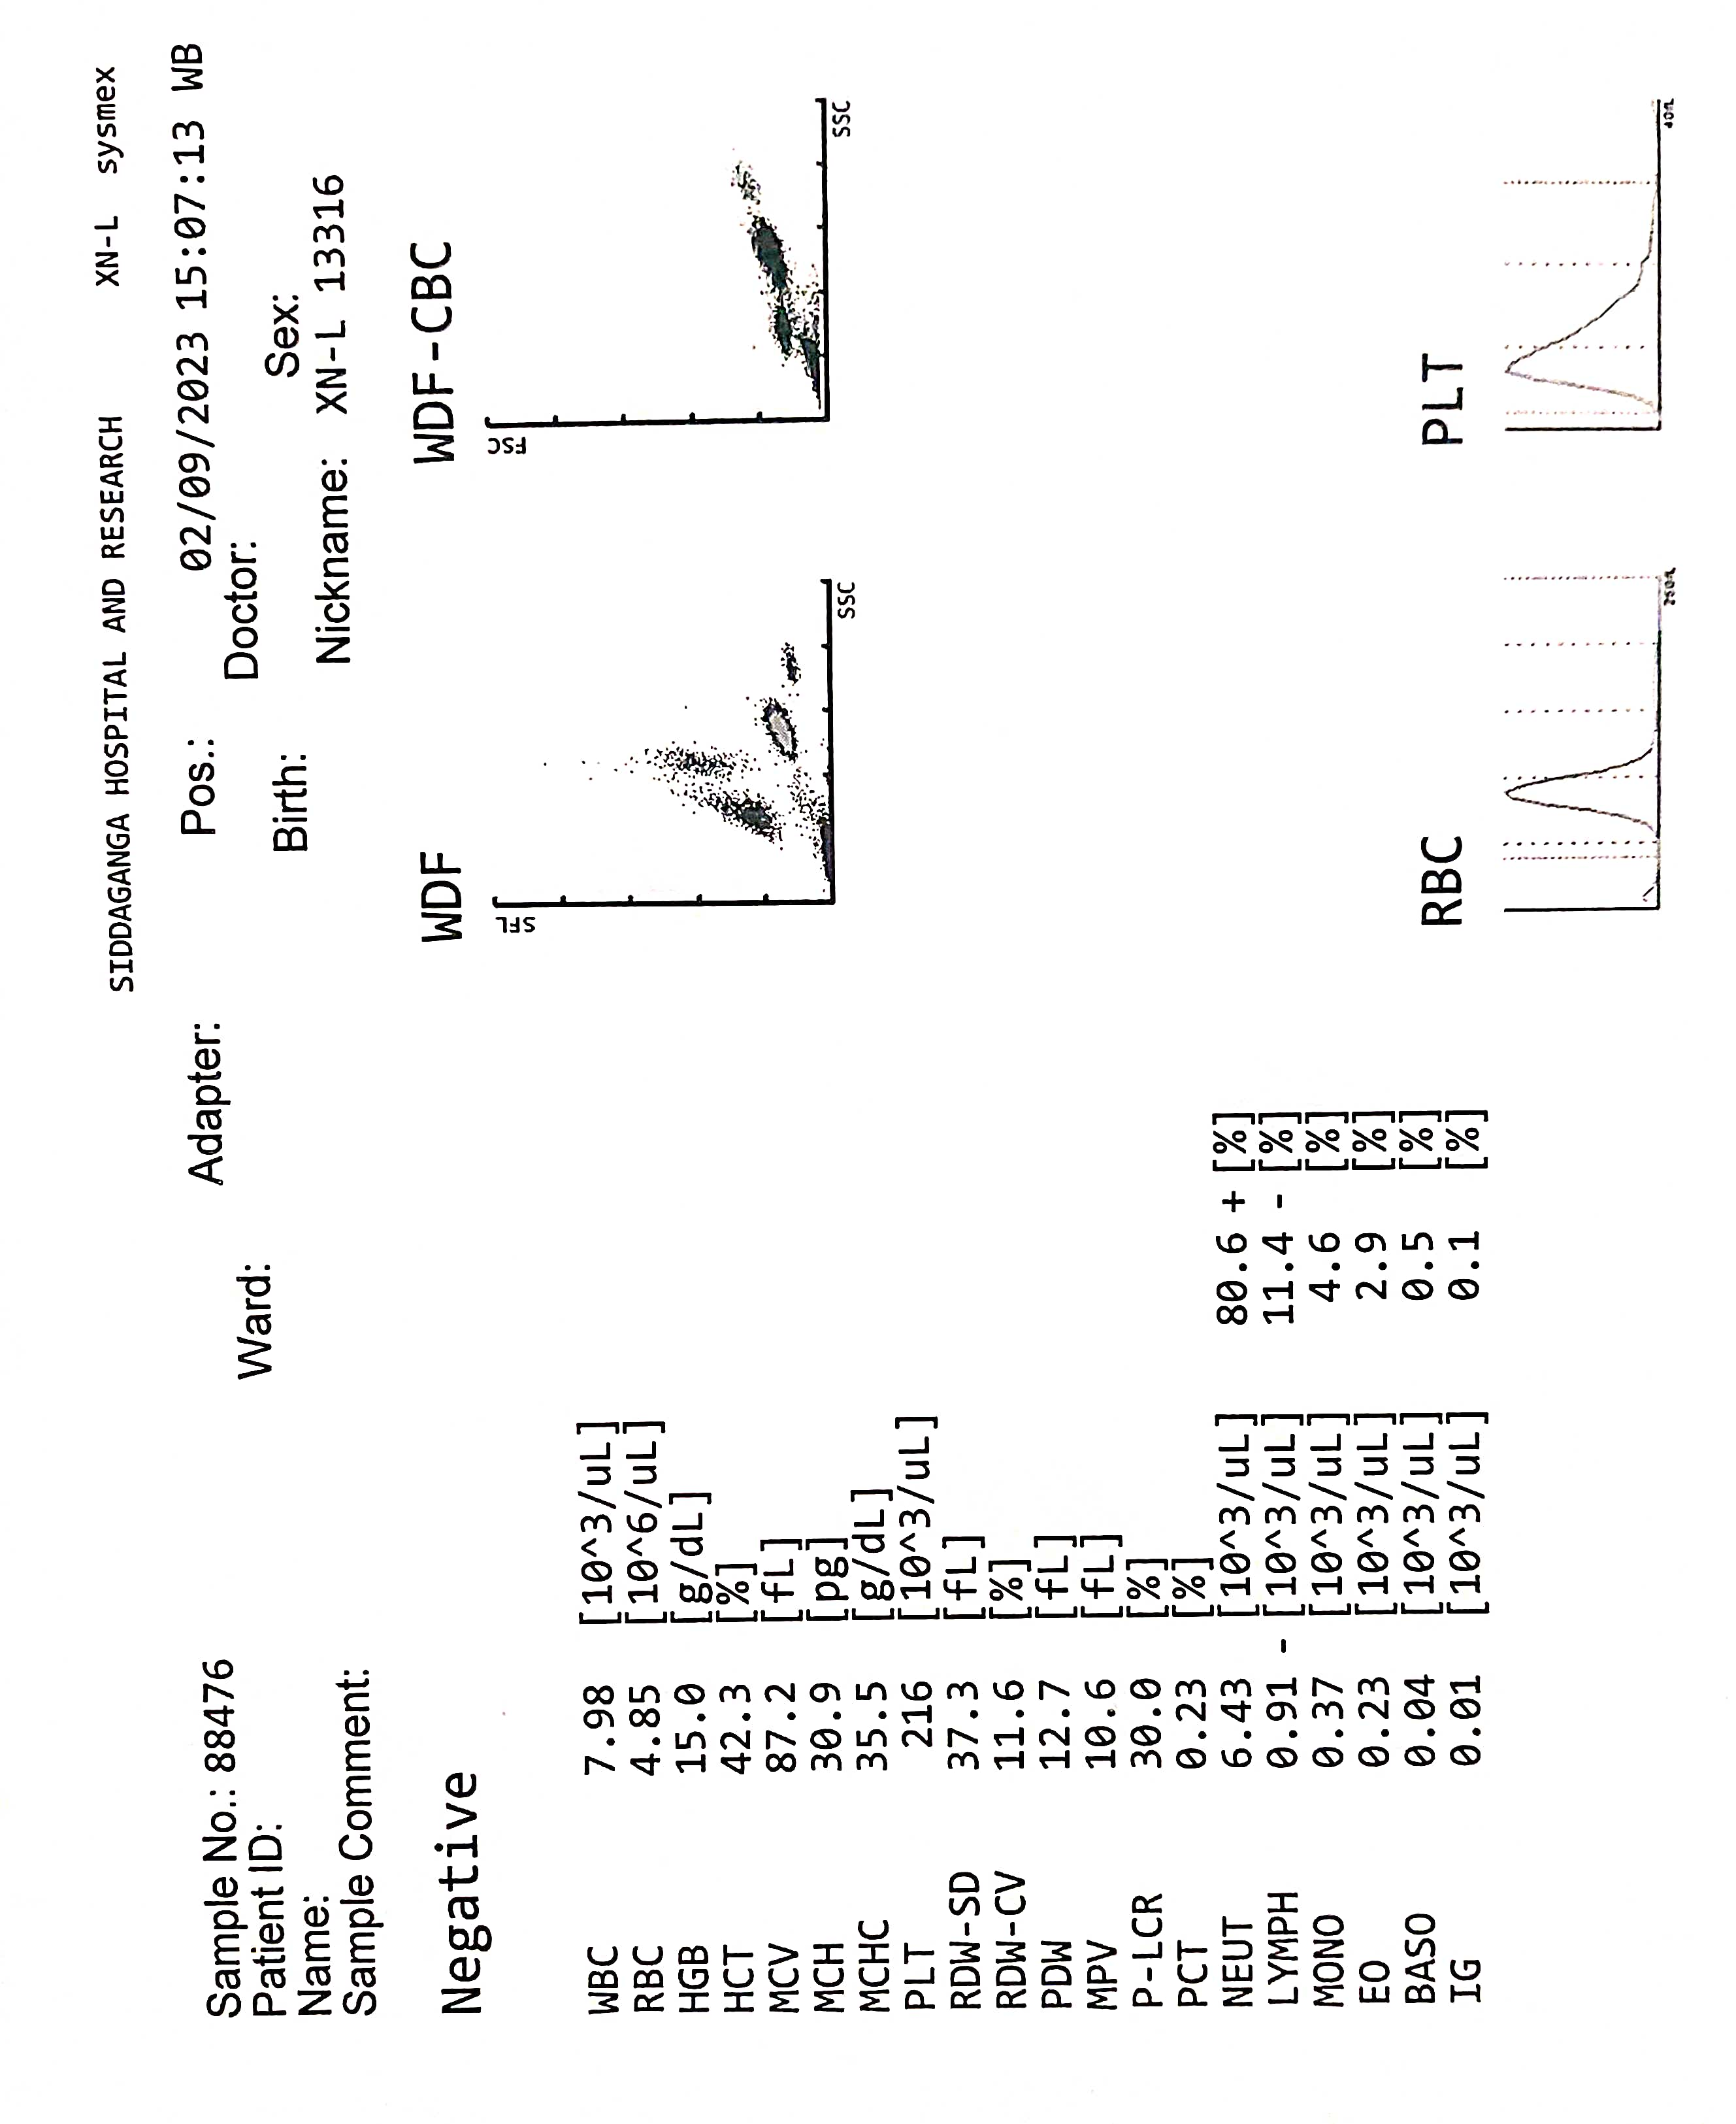 SIDDAGANGA HOSPITAL AND RESEARCH XN-L sysmex
Sample No.: 88476 Adapter: Pos.: 02/09/2023 15:07:13 WB
Patient ID: Ward: Doctor:
Name: Birth: Sex:
Sample Comment: Nickname: XN-L 13316
Negative
WDF
WDF-CBC
SFL
SSC
FSC
SSC
WBC 7.98 [10^3/uL]
RBC 4.85 [10^6/uL]
HGB 15.0 [g/dL]
HCT 42.3 [%]
MCV 87.2 [fL]
MCH 30.9 [pg]
MCHC 35.5 [g/dL]
PLT 216 [10^3/uL]
RDW-SD 37.3 [fL]
RDW-CV 11.6 [%]
PDW 12.7 [fL]
MPV 10.6 [fL]
P-LCR 30.0 [%]
PCT 0.23 [%]
NEUT 6.43 [10^3/uL] 80.6 + [%]
LYMPH 0.91 - [10^3/uL] 11.4 - [%]
MONO 0.37 [10^3/uL] 4.6 [%]
EO 0.23 [10^3/uL] 2.9 [%]
BASO 0.04 [10^3/uL] 0.5 [%]
IG 0.01 [10^3/uL] 0.1 [%]
RBC
PLT
250fL
40fL